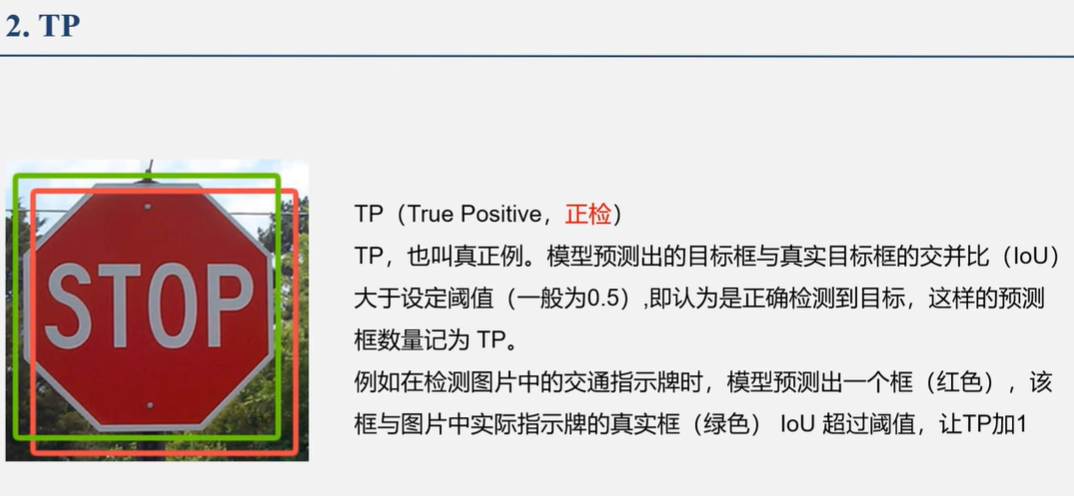 2. TP
STOP
TP（True Positive，正检）
TP，也叫真正例。模型预测出的目标框与真实目标框的交并比（IoU）
大于设定阈值（一般为0.5）,即认为是正确检测到目标，这样的预测
框数量记为 TP。
例如在检测图片中的交通指示牌时，模型预测出一个框（红色），该
框与图片中实际指示牌的真实框（绿色） IoU 超过阈值，让TP加1